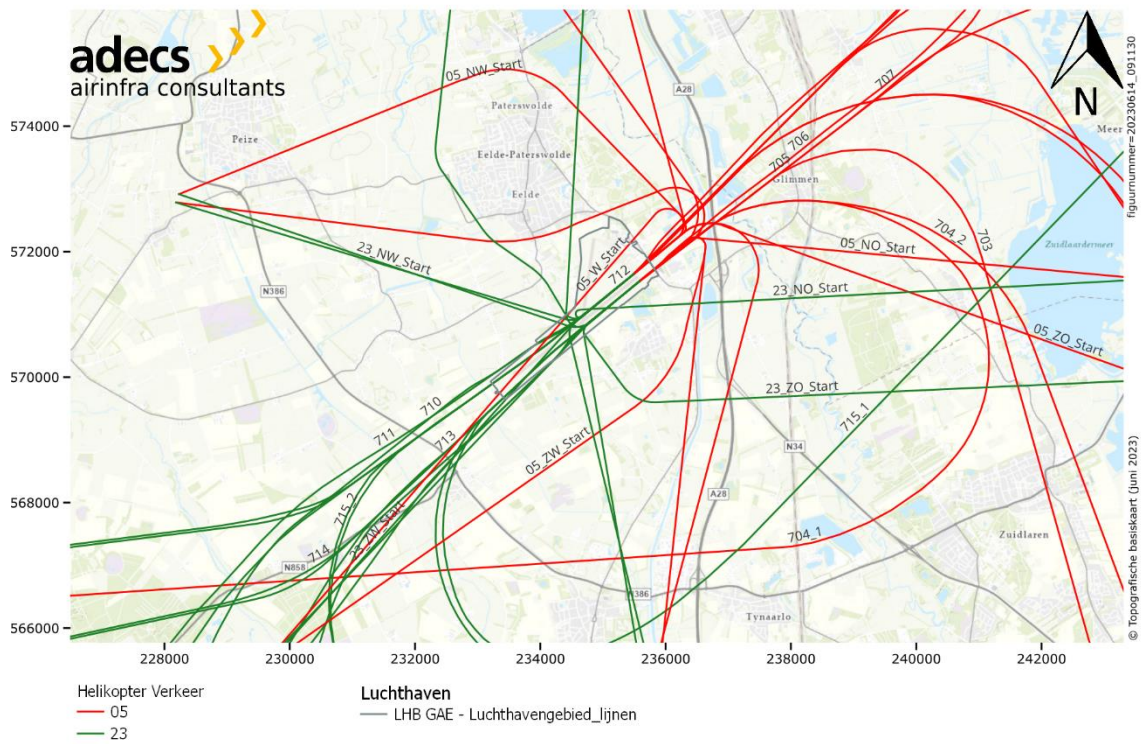 adecs
airinfra consultants
N
figuurnummer=20230614_091130
© Topografische basiskaart (juni 2023)
574000
572000
570000
568000
566000
228000
230000
232000
234000
236000
238000
240000
242000
05_NW_Start
A28
707
Paterswolde
Meer
Peize
Eelde-Paterswolde
Eelde
706
705
Glimmen
703
704_2
05_NO_Start
Zuidlaardermeer
23_NW_Start
05_W_Start
712
N386
23_NO_Start
05_ZO_Start
23_ZO_Start
715_1
710
711
713
05_ZW_Start
N34
A28
715_2
23_ZW_Start
714
704_1
Zuidlaren
N858
N386
Tynaarlo
Helikopter Verkeer
05
23
Luchthaven
LHB GAE - Luchthavengebied_lijnen